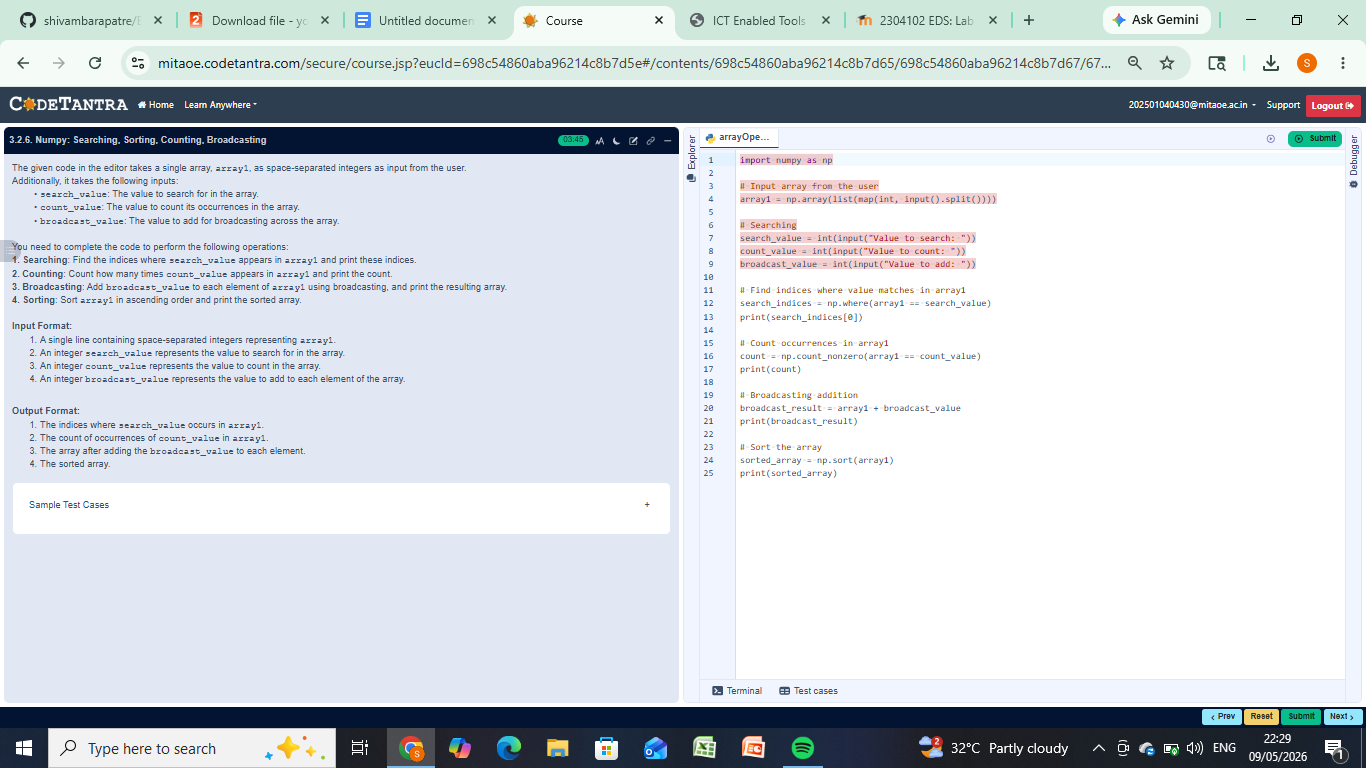 shivambarapatre/E
Download file - yo
Untitled documen
Course
ICT Enabled Tools
2304102 EDS: Lab
Ask Gemini
mitaoe.codetantra.com/secure/course.jsp?eucId=698c54860aba96214c8b7d5e#/contents/698c54860aba96214c8b7d65/698c54860aba96214c8b7d67/67...
CODETANTRA
Home
Learn Anywhere
202501040430@mitaoe.ac.in
Support
Logout
3.2.6. Numpy: Searching, Sorting, Counting, Broadcasting
03:45
The given code in the editor takes a single array, array1, as space-separated integers as input from the user.
Additionally, it takes the following inputs:
• search_value: The value to search for in the array.
• count_value: The value to count its occurrences in the array.
• broadcast_value: The value to add for broadcasting across the array.
You need to complete the code to perform the following operations:
1. Searching: Find the indices where search_value appears in array1 and print these indices.
2. Counting: Count how many times count_value appears in array1 and print the count.
3. Broadcasting: Add broadcast_value to each element of array1 using broadcasting, and print the resulting array.
4. Sorting: Sort array1 in ascending order and print the sorted array.
Input Format:
1. A single line containing space-separated integers representing array1.
2. An integer search_value represents the value to search for in the array.
3. An integer count_value represents the value to count in the array.
4. An integer broadcast_value represents the value to add to each element of the array.
Output Format:
1. The indices where search_value occurs in array1.
2. The count of occurrences of count_value in array1.
3. The array after adding the broadcast_value to each element.
4. The sorted array.
Sample Test Cases
+
Explorer
arrayOpe...
Submit
Debugger
1 import numpy as np
2
3 # Input array from the user
4 array1 = np.array(list(map(int, input().split())))
5
6 # Searching
7 search_value = int(input("Value to search: "))
8 count_value = int(input("Value to count: "))
9 broadcast_value = int(input("Value to add: "))
10
11 # Find indices where value matches in array1
12 search_indices = np.where(array1 == search_value)
13 print(search_indices[0])
14
15 # Count occurrences in array1
16 count = np.count_nonzero(array1 == count_value)
17 print(count)
18
19 # Broadcasting addition
20 broadcast_result = array1 + broadcast_value
21 print(broadcast_result)
22
23 # Sort the array
24 sorted_array = np.sort(array1)
25 print(sorted_array)
Terminal
Test cases
‹ Prev
Reset
Submit
Next ›
Type here to search
2
32°C Partly cloudy
ENG
22:29
09/05/2026
1